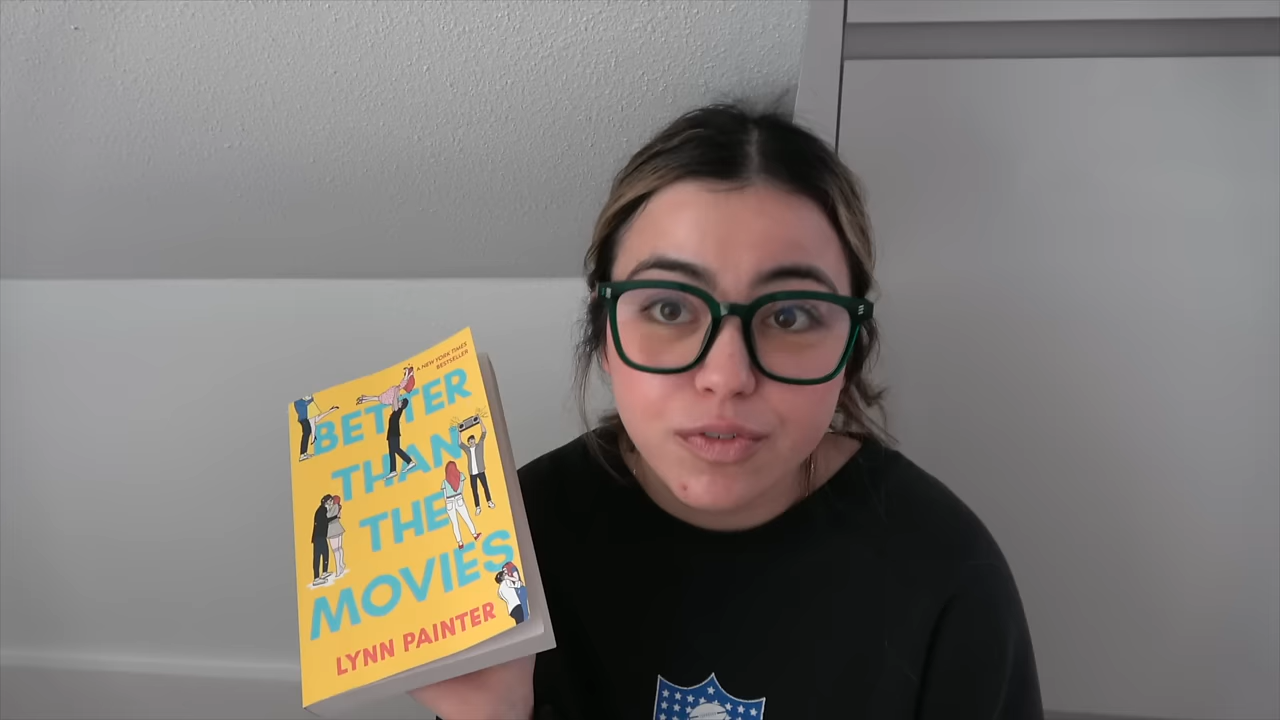 A NEW YORK TIMES
BESTSELLER
BETTER
THAN
THE
MOVIES
LYNN PAINTER